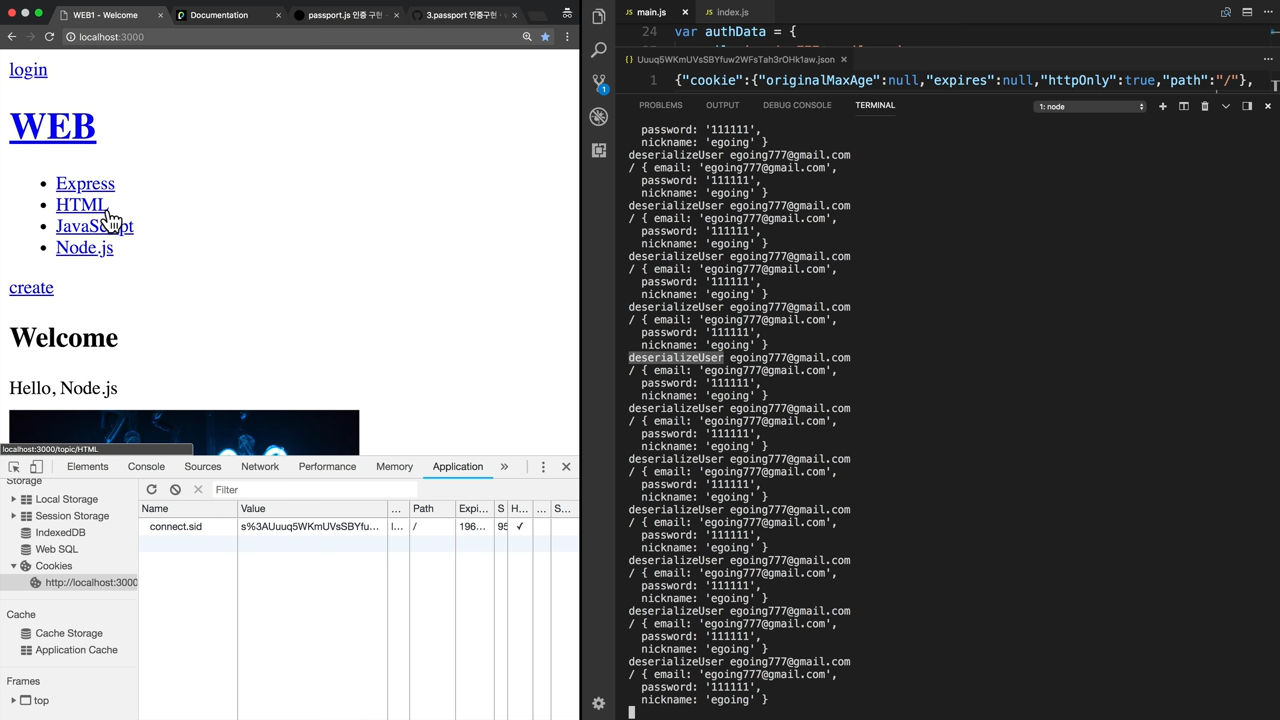 WEB1 - Welcome
Documentation
passport.js 인증 구현 -
3.passport 인증구현 - w
localhost:3000
login
WEB
Express
HTML
JavaScript
Node.js
create
Welcome
Hello, Node.js
localhost:3000/topic/HTML
Elements Console Sources Network Performance Memory Application »
Storage
Local Storage
Session Storage
IndexedDB
Web SQL
Cookies
http://localhost:3000
Cache
Cache Storage
Application Cache
Frames
top
Filter
Name Value ... Path Expi... S H... ... S...
connect.sid s%3AUuuq5WKmUVsSBYfu... l... / 196... 95 ✓
main.js
index.js
24 var authData = {
{} Uuuq5WKmUVsSBYfuw2WFsTah3rOHk1aw.json
1 {"cookie":{"originalMaxAge":null,"expires":null,"httpOnly":true,"path":"/"},
1
PROBLEMS OUTPUT DEBUG CONSOLE TERMINAL
1: node
password: '111111',
nickname: 'egoing' }
deserializeUser egoing777@gmail.com
/ { email: 'egoing777@gmail.com',
password: '111111',
nickname: 'egoing' }
deserializeUser egoing777@gmail.com
/ { email: 'egoing777@gmail.com',
password: '111111',
nickname: 'egoing' }
deserializeUser egoing777@gmail.com
/ { email: 'egoing777@gmail.com',
password: '111111',
nickname: 'egoing' }
deserializeUser egoing777@gmail.com
/ { email: 'egoing777@gmail.com',
password: '111111',
nickname: 'egoing' }
deserializeUser egoing777@gmail.com
/ { email: 'egoing777@gmail.com',
password: '111111',
nickname: 'egoing' }
deserializeUser egoing777@gmail.com
/ { email: 'egoing777@gmail.com',
password: '111111',
nickname: 'egoing' }
deserializeUser egoing777@gmail.com
/ { email: 'egoing777@gmail.com',
password: '111111',
nickname: 'egoing' }
deserializeUser egoing777@gmail.com
/ { email: 'egoing777@gmail.com',
password: '111111',
nickname: 'egoing' }
deserializeUser egoing777@gmail.com
/ { email: 'egoing777@gmail.com',
password: '111111',
nickname: 'egoing' }
deserializeUser egoing777@gmail.com
/ { email: 'egoing777@gmail.com',
password: '111111',
nickname: 'egoing' }
deserializeUser egoing777@gmail.com
/ { email: 'egoing777@gmail.com',
password: '111111',
nickname: 'egoing' }